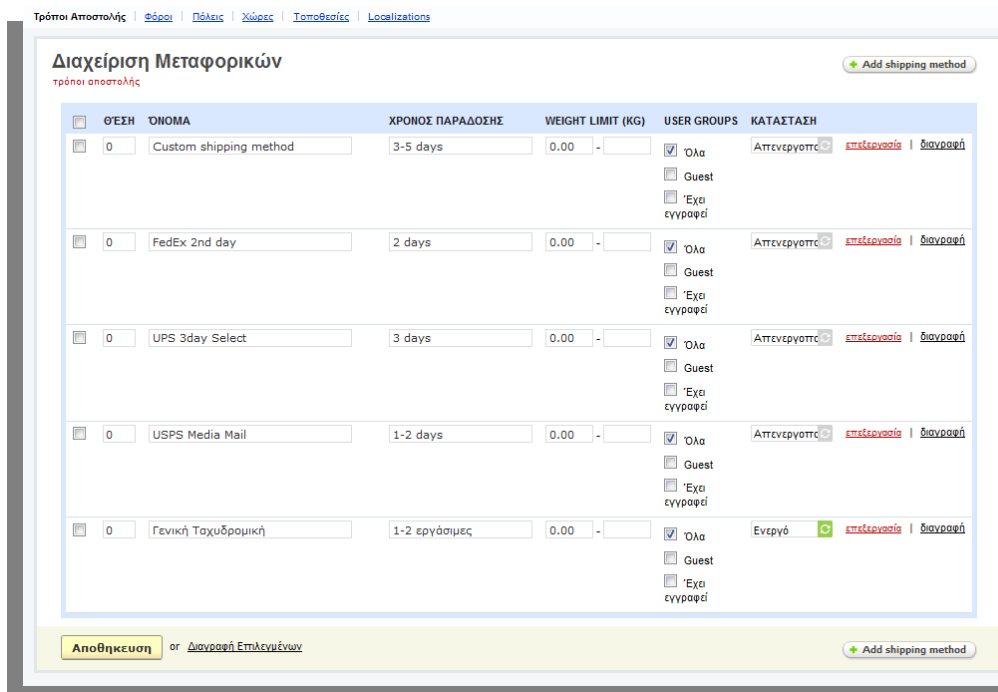 Τρόποι Αποστολής | Φόροι | Πόλεις | Χώρες | Τοποθεσίες | Localizations
Διαχείριση Μεταφορικών
Add shipping method
τρόποι αποστολής
ΘΈΣΗ ΌΝΟΜΑ ΧΡΟΝΟΣ ΠΑΡΑΔΟΣΗΣ WEIGHT LIMIT (KG) USER GROUPS ΚΑΤΆΣΤΑΣΗ
0 Custom shipping method 3-5 days 0.00 - Όλα Απενεργοπο επεξεργασία | διαγραφή
Guest
Έχει
εγγραφεί
0 FedEx 2nd day 2 days 0.00 - Όλα Απενεργοπο επεξεργασία | διαγραφή
Guest
Έχει
εγγραφεί
0 UPS 3day Select 3 days 0.00 - Όλα Απενεργοπο επεξεργασία | διαγραφή
Guest
Έχει
εγγραφεί
0 USPS Media Mail 1-2 days 0.00 - Όλα Απενεργοπο επεξεργασία | διαγραφή
Guest
Έχει
εγγραφεί
0 Γενική Ταχυδρομική 1-2 εργάσιμες 0.00 - Όλα Ενεργό επεξεργασία | διαγραφή
Guest
Έχει
εγγραφεί
Αποθηκευση or Διαγραφή Επιλεγμένων
Add shipping method